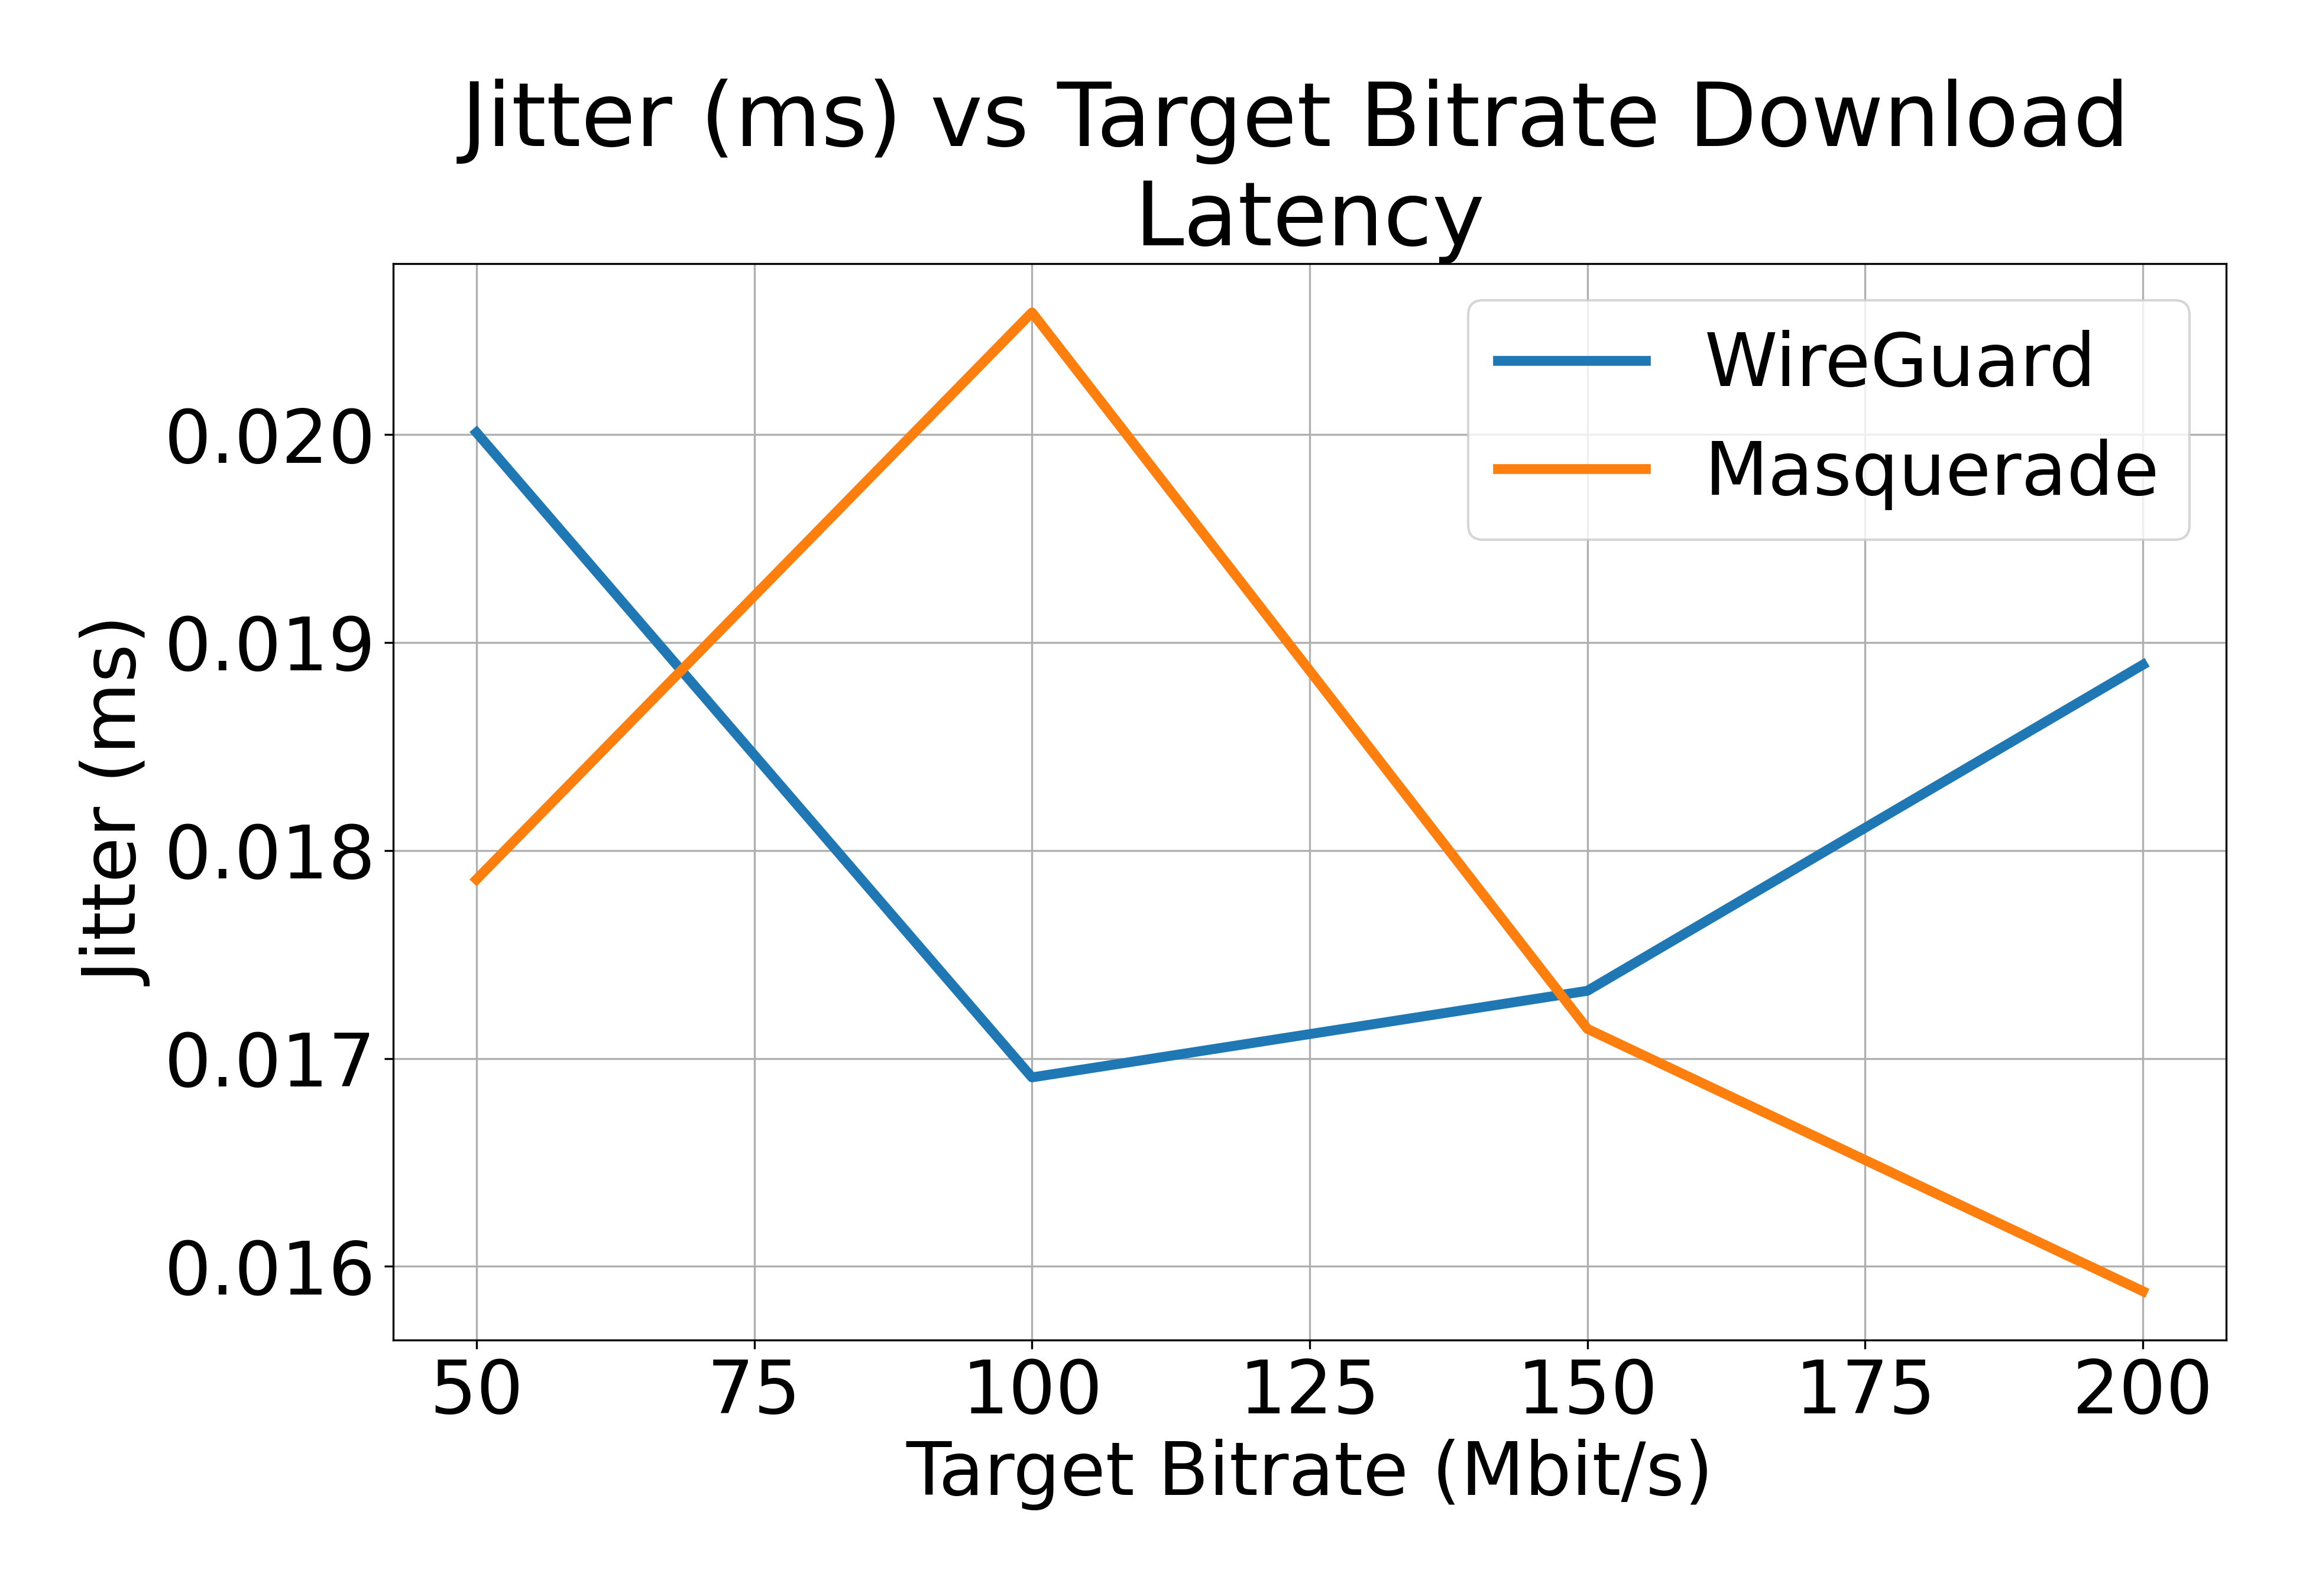 Jitter (ms) vs Target Bitrate Download
Latency
WireGuard
Masquerade
Jitter (ms)
0.020
0.019
0.018
0.017
0.016
50 75 100 125 150 175 200
Target Bitrate (Mbit/s)